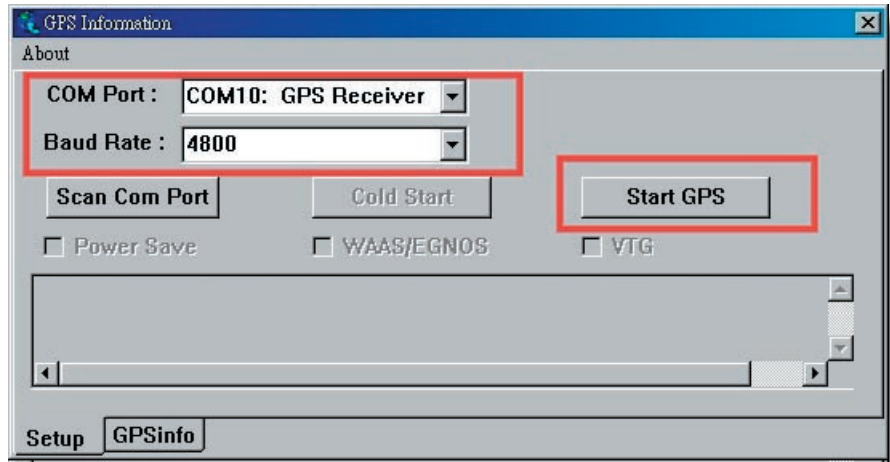 GPS Information
About
COM Port : COM10: GPS Receiver
Baud Rate : 4800
Scan Com Port Cold Start Start GPS
Power Save WAAS/EGNOS VTG
Setup GPSinfo